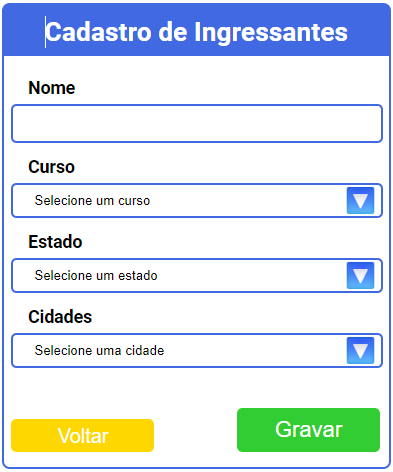 Cadastro de Ingressantes
Nome
Curso
Selecione um curso
Estado
Selecione um estado
Cidades
Selecione uma cidade
Voltar
Gravar